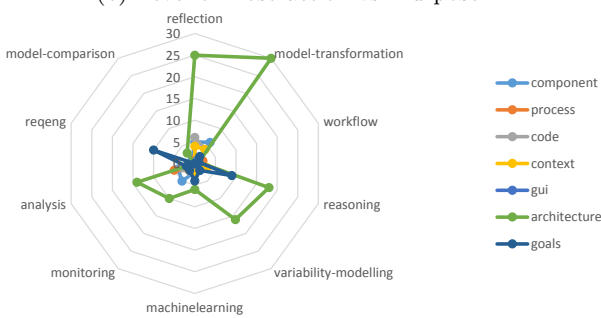 reflection
30
25
20
15
10
5
model-transformation
workflow
reasoning
variability-modelling
machinelearning
monitoring
analysis
reqeng
model-comparison
component
process
code
context
gui
architecture
goals